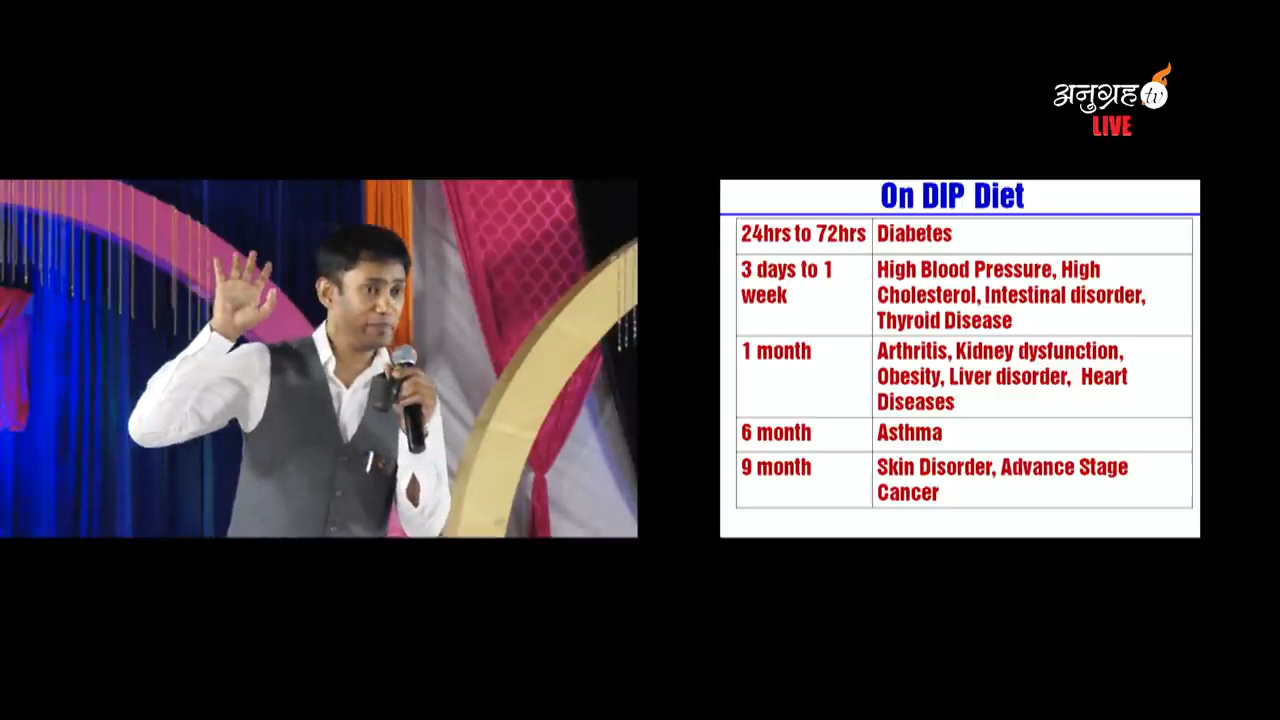 अनुग्रह tv
LIVE
On DIP Diet
24hrs to 72hrs Diabetes
3 days to 1
week
High Blood Pressure, High
Cholesterol, Intestinal disorder,
Thyroid Disease
1 month
Arthritis, Kidney dysfunction,
Obesity, Liver disorder, Heart
Diseases
6 month Asthma
9 month
Skin Disorder, Advance Stage
Cancer